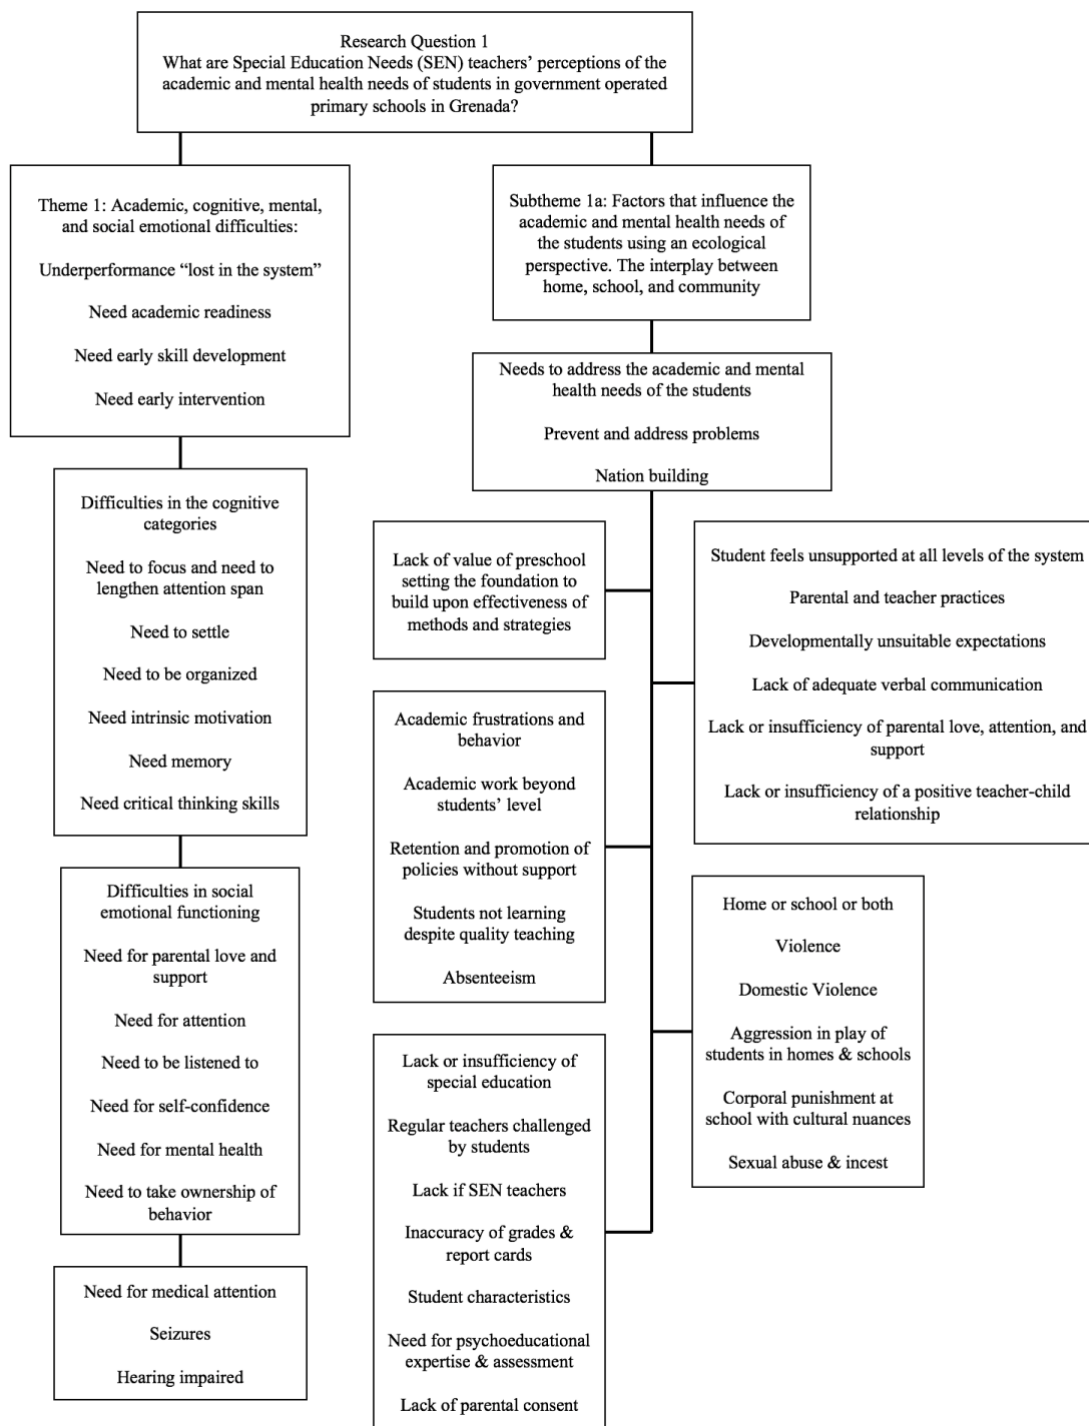 Research Question 1
What are Special Education Needs (SEN) teachers’ perceptions of the
academic and mental health needs of students in government operated
primary schools in Grenada?
Theme 1: Academic, cognitive, mental,
and social emotional difficulties:
Underperformance “lost in the system”
Need academic readiness
Need early skill development
Need early intervention
Difficulties in the cognitive
categories
Need to focus and need to
lengthen attention span
Need to settle
Need to be organized
Need intrinsic motivation
Need memory
Need critical thinking skills
Difficulties in social
emotional functioning
Need for parental love and
support
Need for attention
Need to be listened to
Need for self-confidence
Need for mental health
Need to take ownership of
behavior
Need for medical attention
Seizures
Hearing impaired
Subtheme 1a: Factors that influence the
academic and mental health needs of
the students using an ecological
perspective. The interplay between
home, school, and community
Needs to address the academic and mental
health needs of the students
Prevent and address problems
Nation building
Lack of value of preschool
setting the foundation to
build upon effectiveness of
methods and strategies
Student feels unsupported at all levels of the system
Parental and teacher practices
Developmentally unsuitable expectations
Lack of adequate verbal communication
Lack or insufficiency of parental love, attention, and
support
Lack or insufficiency of a positive teacher-child
relationship
Academic frustrations and
behavior
Academic work beyond
students’ level
Retention and promotion of
policies without support
Students not learning
despite quality teaching
Absenteeism
Home or school or both
Violence
Domestic Violence
Aggression in play of
students in homes & schools
Corporal punishment at
school with cultural nuances
Sexual abuse & incest
Lack or insufficiency of
special education
Regular teachers challenged
by students
Lack if SEN teachers
Inaccuracy of grades &
report cards
Student characteristics
Need for psychoeducational
expertise & assessment
Lack of parental consent